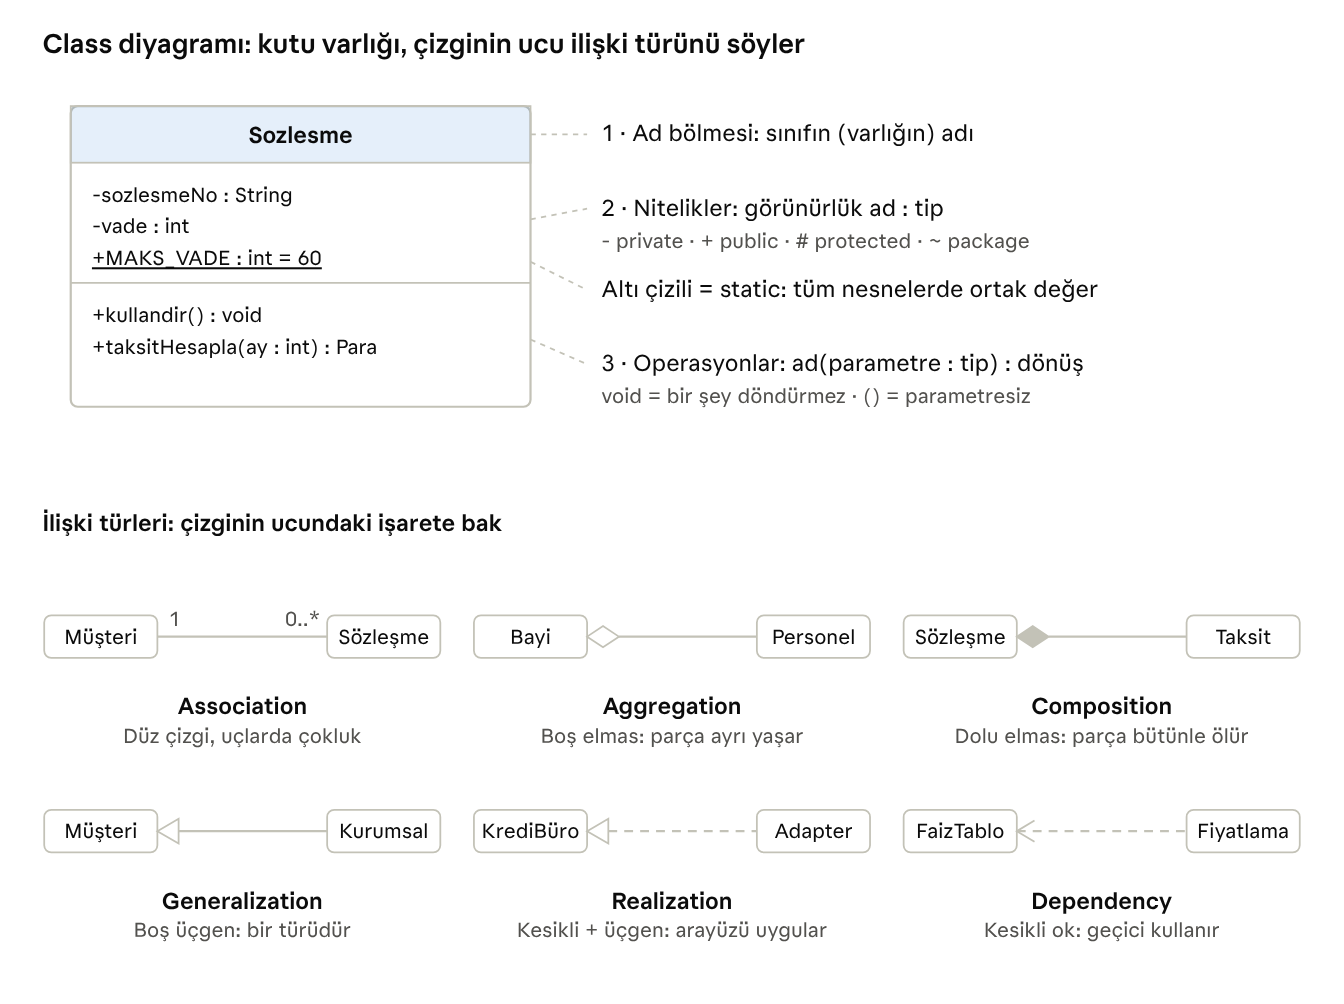 Class diyagramı: kutu varlığı, çizginin ucu ilişki türünü söyler
Sozlesme
1 · Ad bölmesi: sınıfın (varlığın) adı
-sozlesmeNo : String
-vade : int
+MAKS_VADE : int = 60
2 · Nitelikler: görünürlük ad : tip
- private · + public · # protected · ~ package
Altı çizili = static: tüm nesnelerde ortak değer
+kullandir() : void
+taksitHesapla(ay : int) : Para
3 · Operasyonlar: ad(parametre : tip) : dönüş
void = bir şey döndürmez · () = parametresiz
İlişki türleri: çizginin ucundaki işarete bak
Müşteri 1 0..* Sözleşme
Association
Düz çizgi, uçlarda çokluk
Bayi Personel
Aggregation
Boş elmas: parça ayrı yaşar
Sözleşme Taksit
Composition
Dolu elmas: parça bütünle ölür
Müşteri Kurumsal
Generalization
Boş üçgen: bir türüdür
KrediBüro Adapter
Realization
Kesikli + üçgen: arayüzü uygular
FaizTablo Fiyatlama
Dependency
Kesikli ok: geçici kullanır